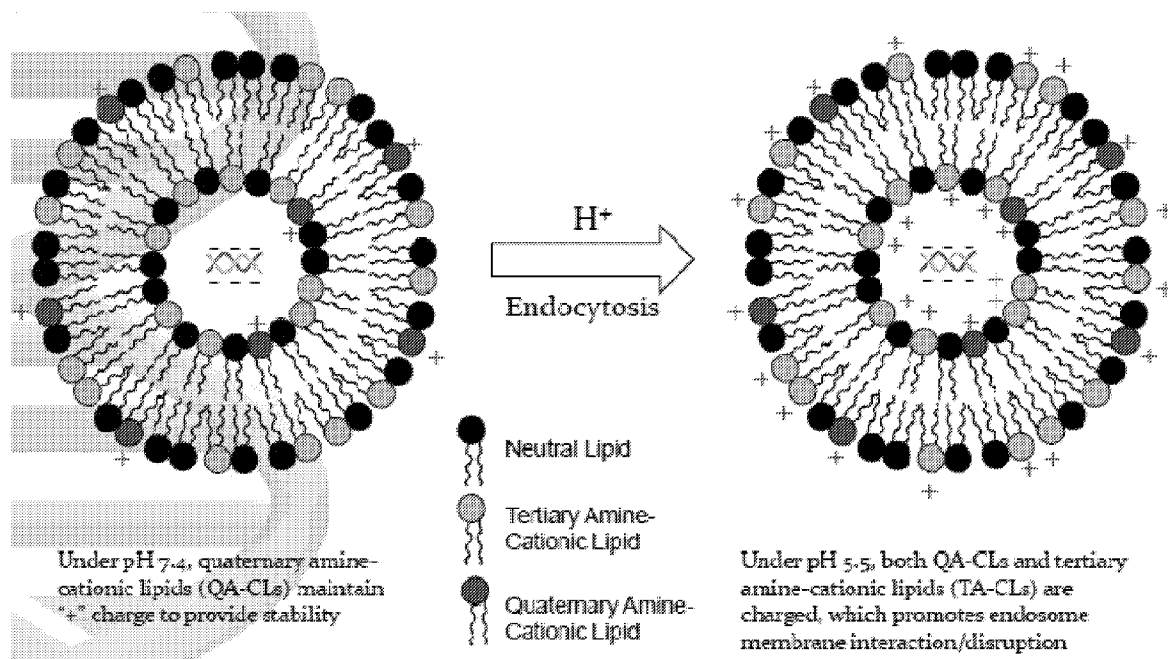 H+
Endocytosis
Neutral Lipid
Tertiary Amine-
Cationic Lipid
Quaternary Amine-
Cationic Lipid
Under pH 7.4, quaternary amine-
cationic lipids (QA-CLs) maintain
"+" charge to provide stability
Under pH 5.5, both QA-CLs and tertiary
amine-cationic lipids (TA-CLs) are
charged, which promotes endosome
membrane interaction/disruption